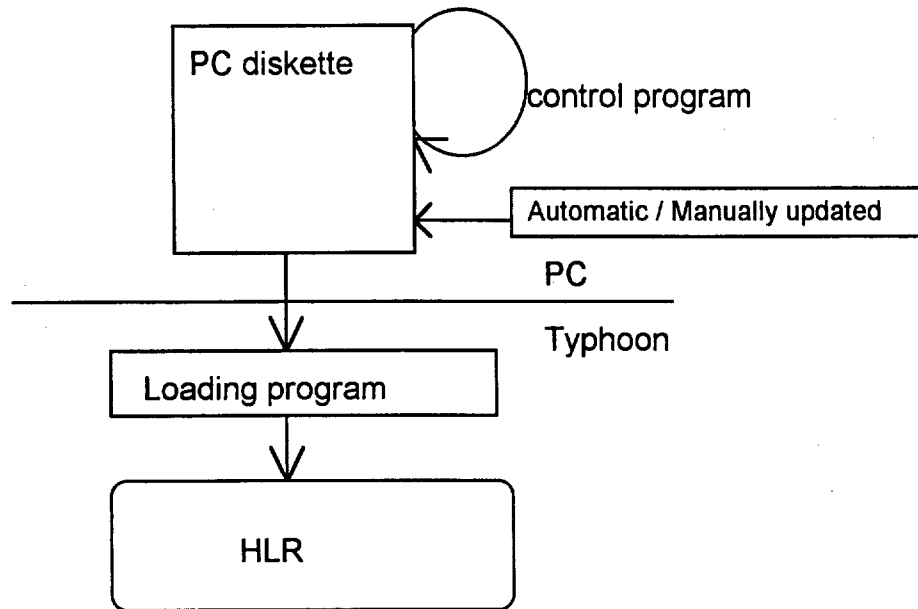 PC diskette
control program
Automatic / Manually updated
PC
Typhoon
Loading program
HLR